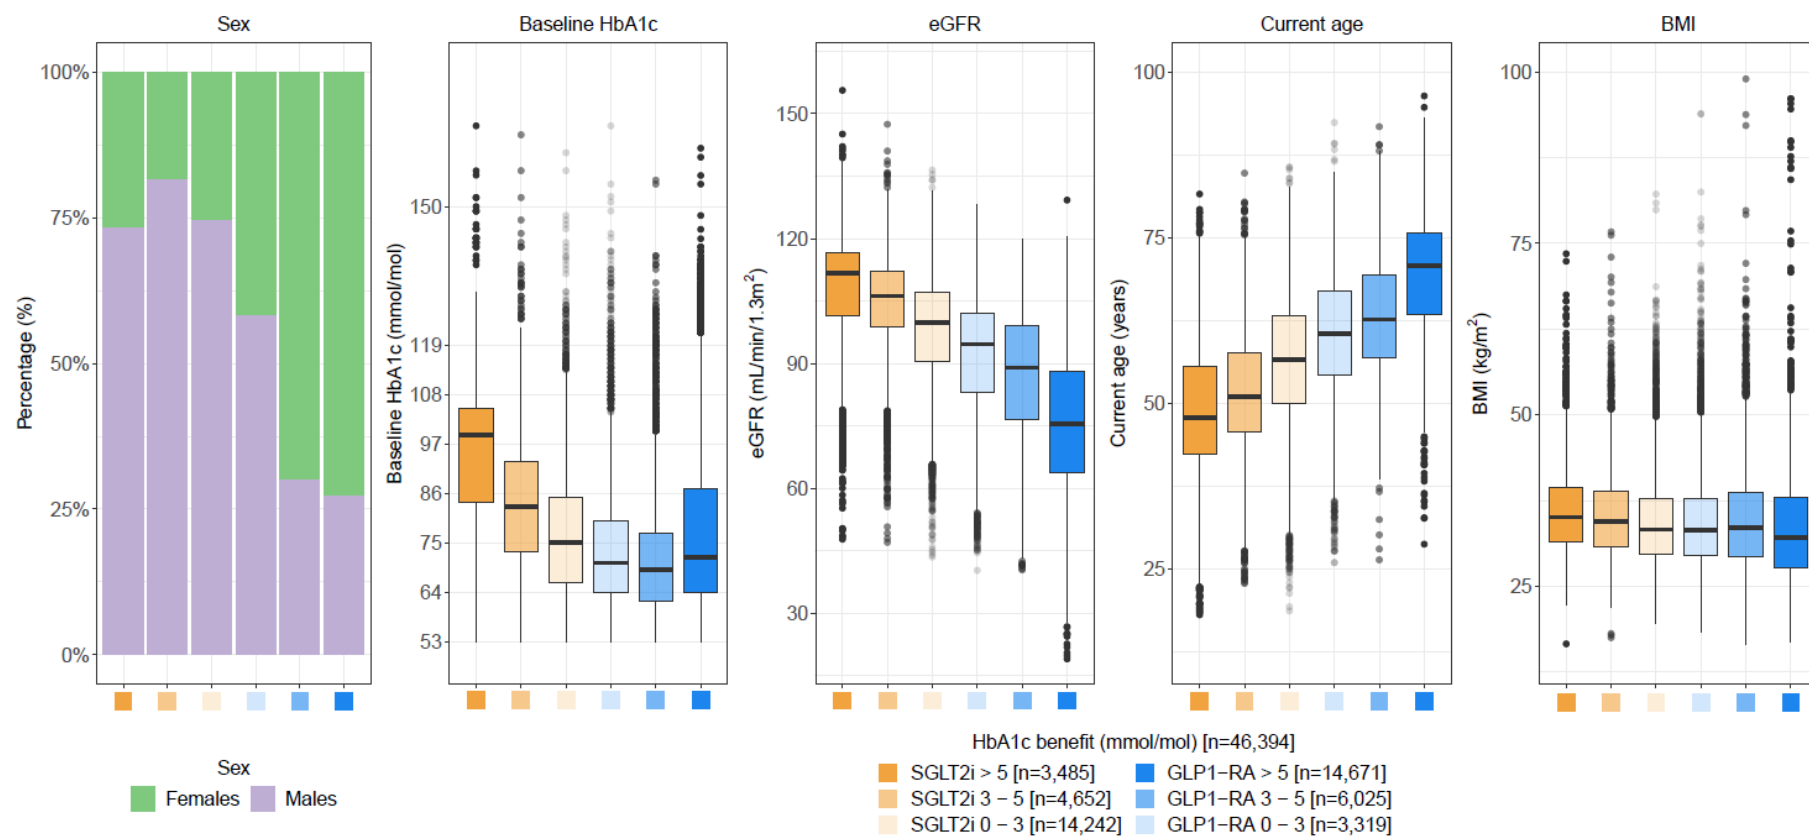 Sex
Baseline HbA1c
eGFR
Current age
BMI
Percentage (%)
100%
75%
50%
25%
0%
Baseline HbA1c (mmol/mol)
150
119
108
97
86
75
64
53
eGFR (mL/min/1.3m²)
150
120
90
60
30
Current age (years)
100
75
50
25
BMI (kg/m²)
100
75
50
25
Sex
Females Males
HbA1c benefit (mmol/mol) [n=46,394]
SGLT2i > 5 [n=3,485] GLP1−RA > 5 [n=14,671]
SGLT2i 3 − 5 [n=4,652] GLP1−RA 3 − 5 [n=6,025]
SGLT2i 0 − 3 [n=14,242] GLP1−RA 0 − 3 [n=3,319]